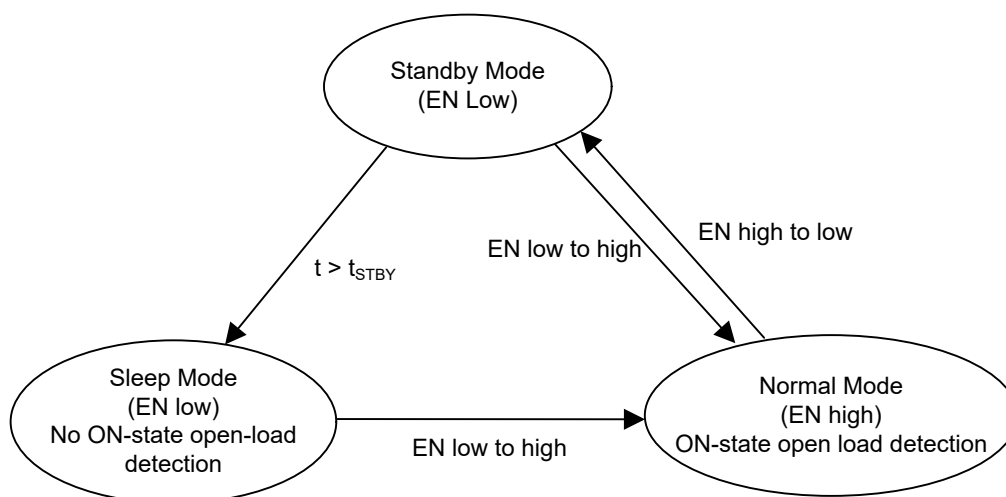 Standby Mode
(EN Low)
EN high to low
EN low to high
t > tSTBY
Sleep Mode
(EN low)
No ON-state open-load
detection
Normal Mode
(EN high)
ON-state open load detection
EN low to high